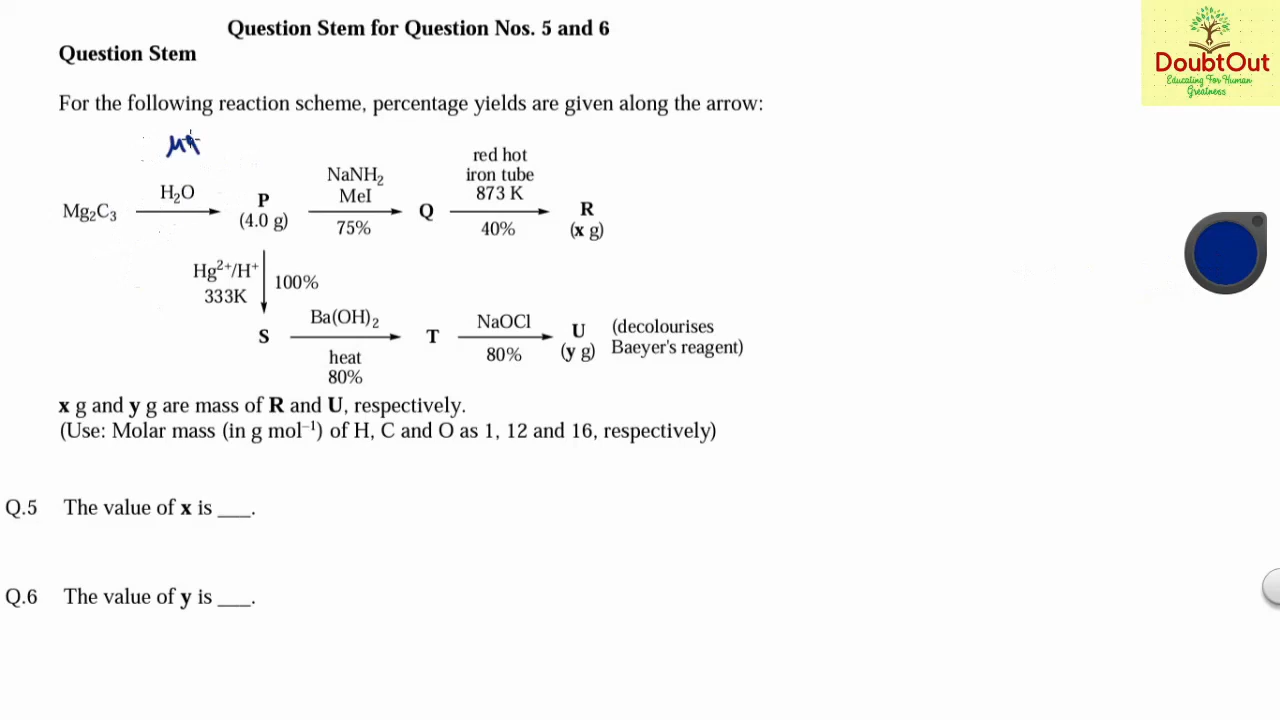 Question Stem for Question Nos. 5 and 6
Question Stem
DoubtOut
Educating For Human
Greatness
For the following reaction scheme, percentage yields are given along the arrow:
Mg₂C₃
H₂O
P
(4.0 g)
NaNH₂
MeI
75%
Q
red hot
iron tube
873 K
40%
R
(x g)
Hg²⁺/H⁺
333K
100%
S
Ba(OH)₂
heat
80%
T
NaOCl
80%
U
(y g)
(decolourises
Baeyer's reagent)
x g and y g are mass of R and U, respectively.
(Use: Molar mass (in g mol⁻¹) of H, C and O as 1, 12 and 16, respectively)
Q.5 The value of x is ___.
Q.6 The value of y is ___.